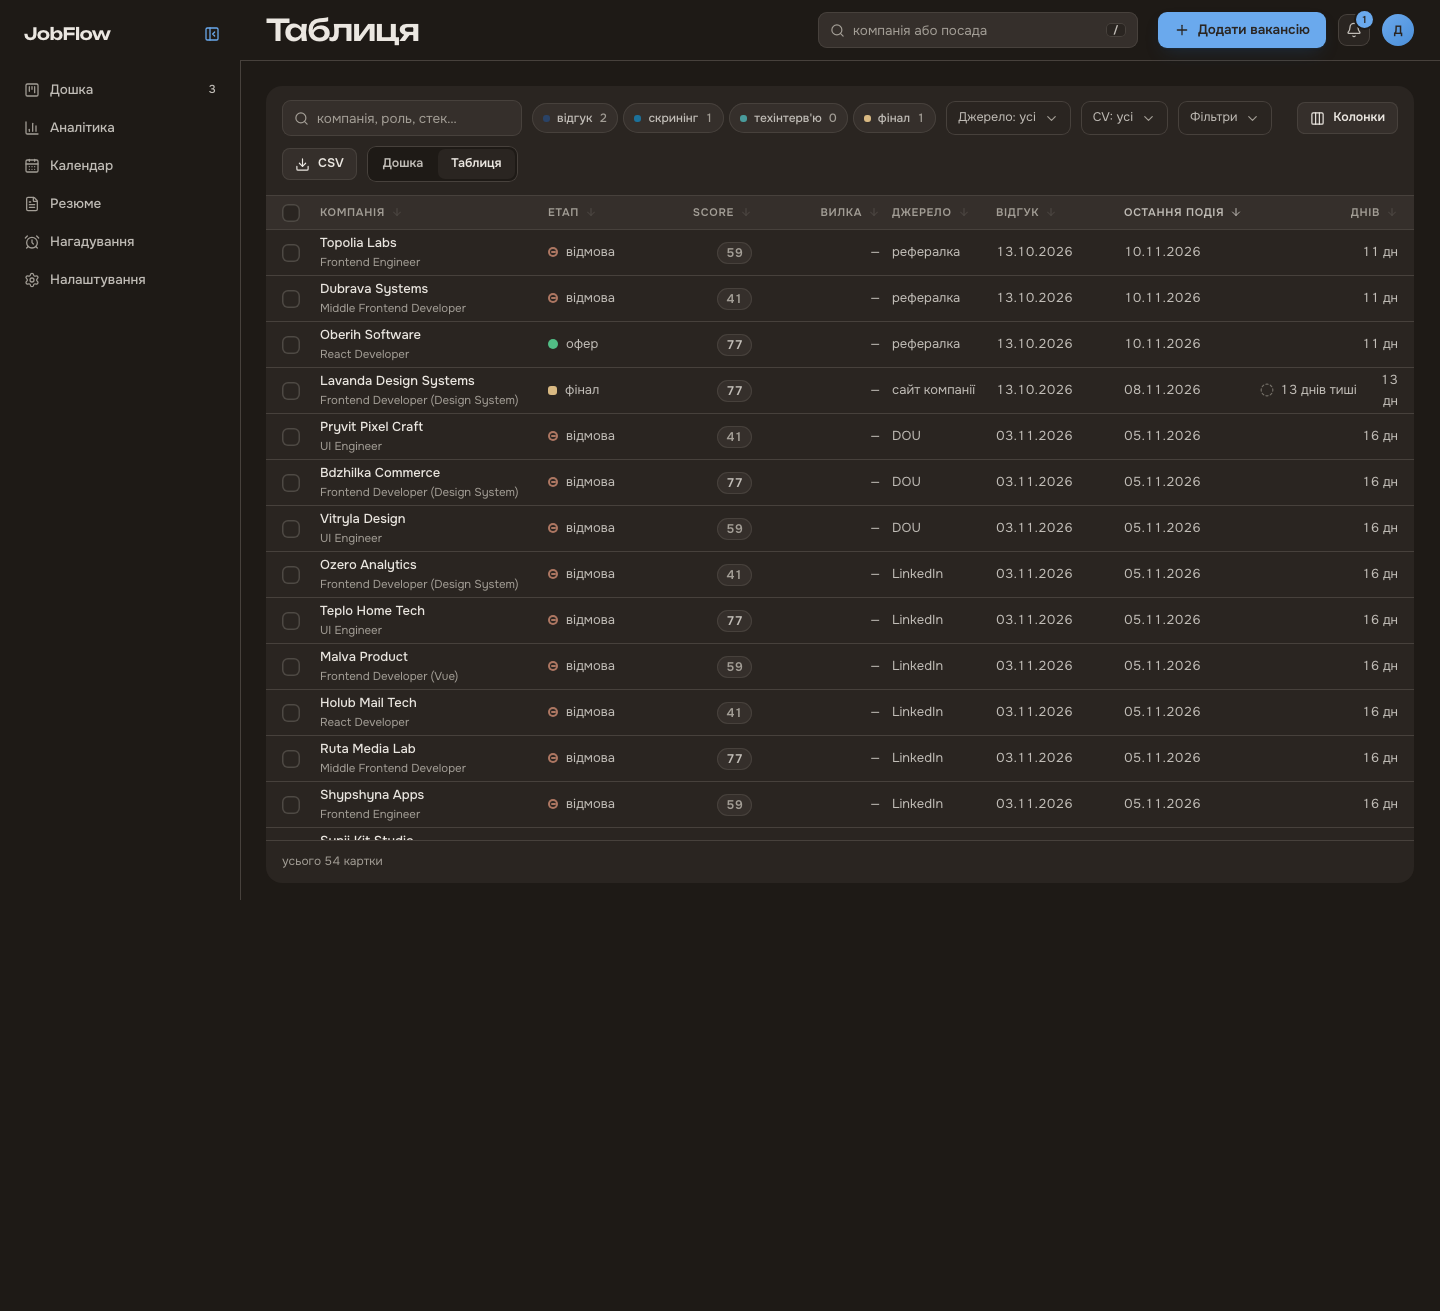 JobFlow
Таблиця
компанія або посада /
Додати вакансію
1
Д
Дошка 3
Аналітика
Календар
Резюме
Нагадування
Налаштування
компанія, роль, стек...
відгук 2
скринінг 1
техінтерв'ю 0
фінал 1
Джерело: усі
CV: усі
Фільтри
Колонки
CSV
Дошка
Таблиця
КОМПАНІЯ ЕТАП SCORE ВИЛКА ДЖЕРЕЛО ВІДГУК ОСТАННЯ ПОДІЯ ДНІВ
Topolia Labs
Frontend Engineer
відмова 59 – рефералка 13.10.2026 10.11.2026 11 дн
Dubrava Systems
Middle Frontend Developer
відмова 41 – рефералка 13.10.2026 10.11.2026 11 дн
Oberih Software
React Developer
офер 77 – рефералка 13.10.2026 10.11.2026 11 дн
Lavanda Design Systems
Frontend Developer (Design System)
фінал 77 – сайт компанії 13.10.2026 08.11.2026 13 днів тиші 13 дн
Pryvit Pixel Craft
UI Engineer
відмова 41 – DOU 03.11.2026 05.11.2026 16 дн
Bdzhilka Commerce
Frontend Developer (Design System)
відмова 77 – DOU 03.11.2026 05.11.2026 16 дн
Vitryla Design
UI Engineer
відмова 59 – DOU 03.11.2026 05.11.2026 16 дн
Ozero Analytics
Frontend Developer (Design System)
відмова 41 – LinkedIn 03.11.2026 05.11.2026 16 дн
Teplo Home Tech
UI Engineer
відмова 77 – LinkedIn 03.11.2026 05.11.2026 16 дн
Malva Product
Frontend Developer (Vue)
відмова 59 – LinkedIn 03.11.2026 05.11.2026 16 дн
Holub Mail Tech
React Developer
відмова 41 – LinkedIn 03.11.2026 05.11.2026 16 дн
Ruta Media Lab
Middle Frontend Developer
відмова 77 – LinkedIn 03.11.2026 05.11.2026 16 дн
Shypshyna Apps
Frontend Engineer
відмова 59 – LinkedIn 03.11.2026 05.11.2026 16 дн
усього 54 картки